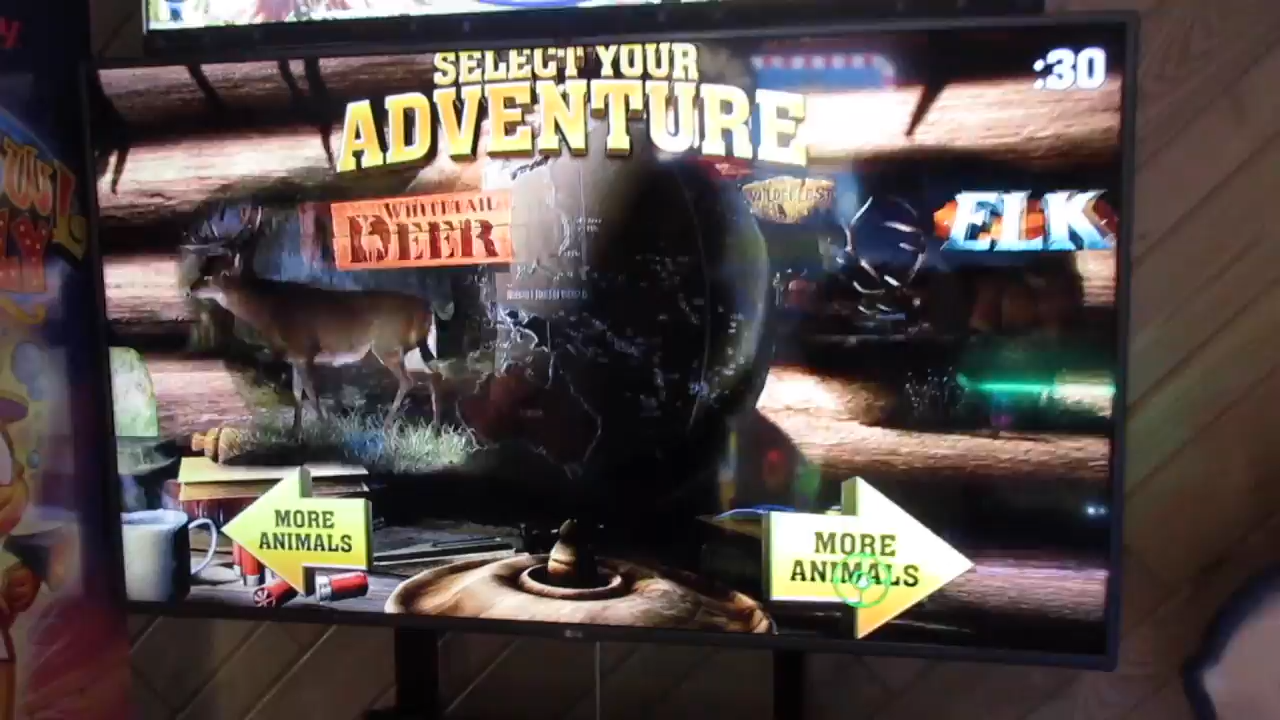 SELECT YOUR
ADVENTURE
:30
WHITETAIL
DEER
ELK
MORE
ANIMALS
MORE
ANIMALS